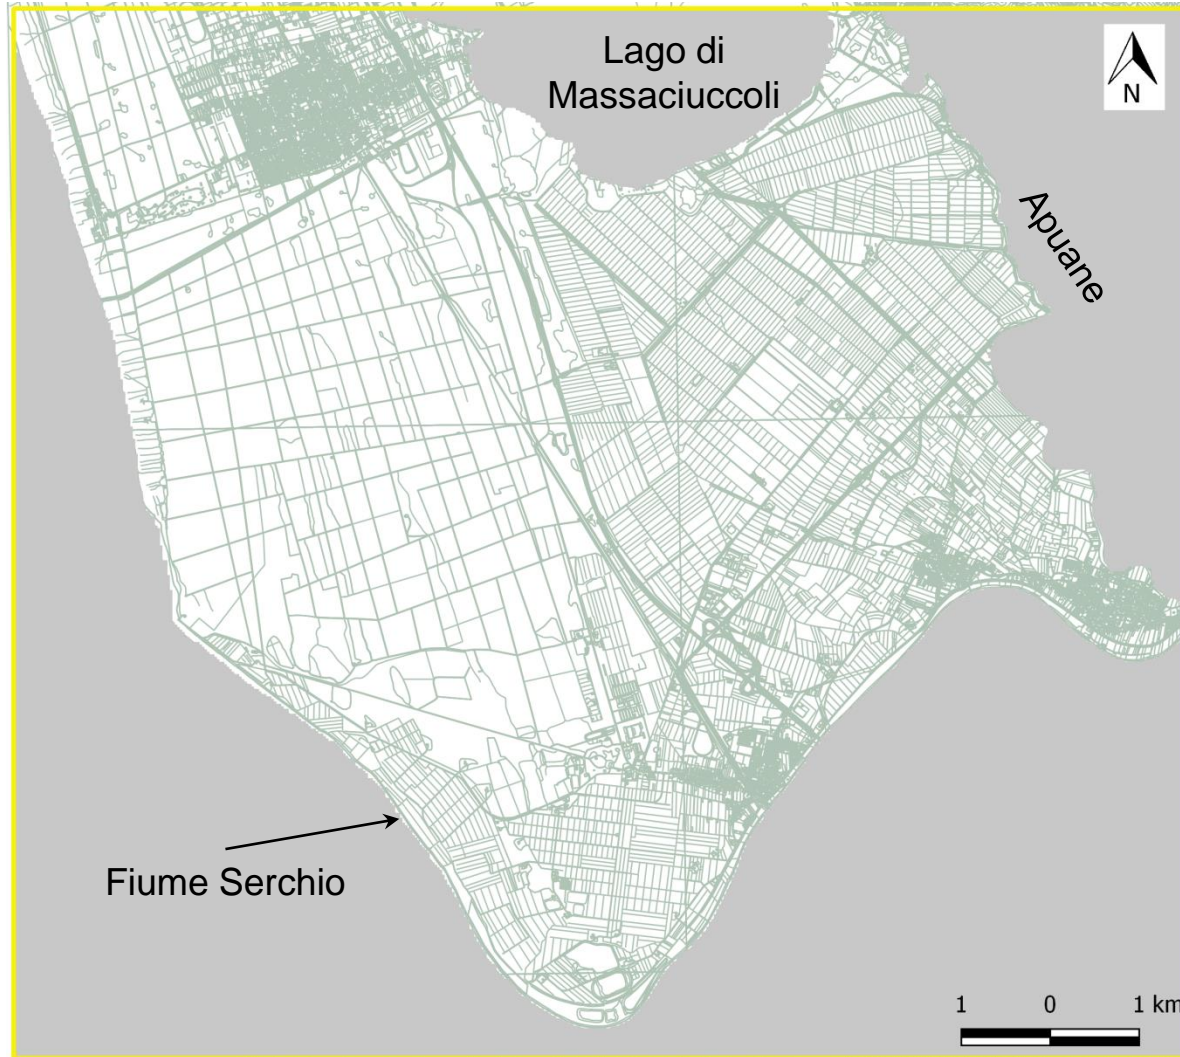 Lago di
Massaciuccoli
N
Apuane
Fiume Serchio
1 0 1 km